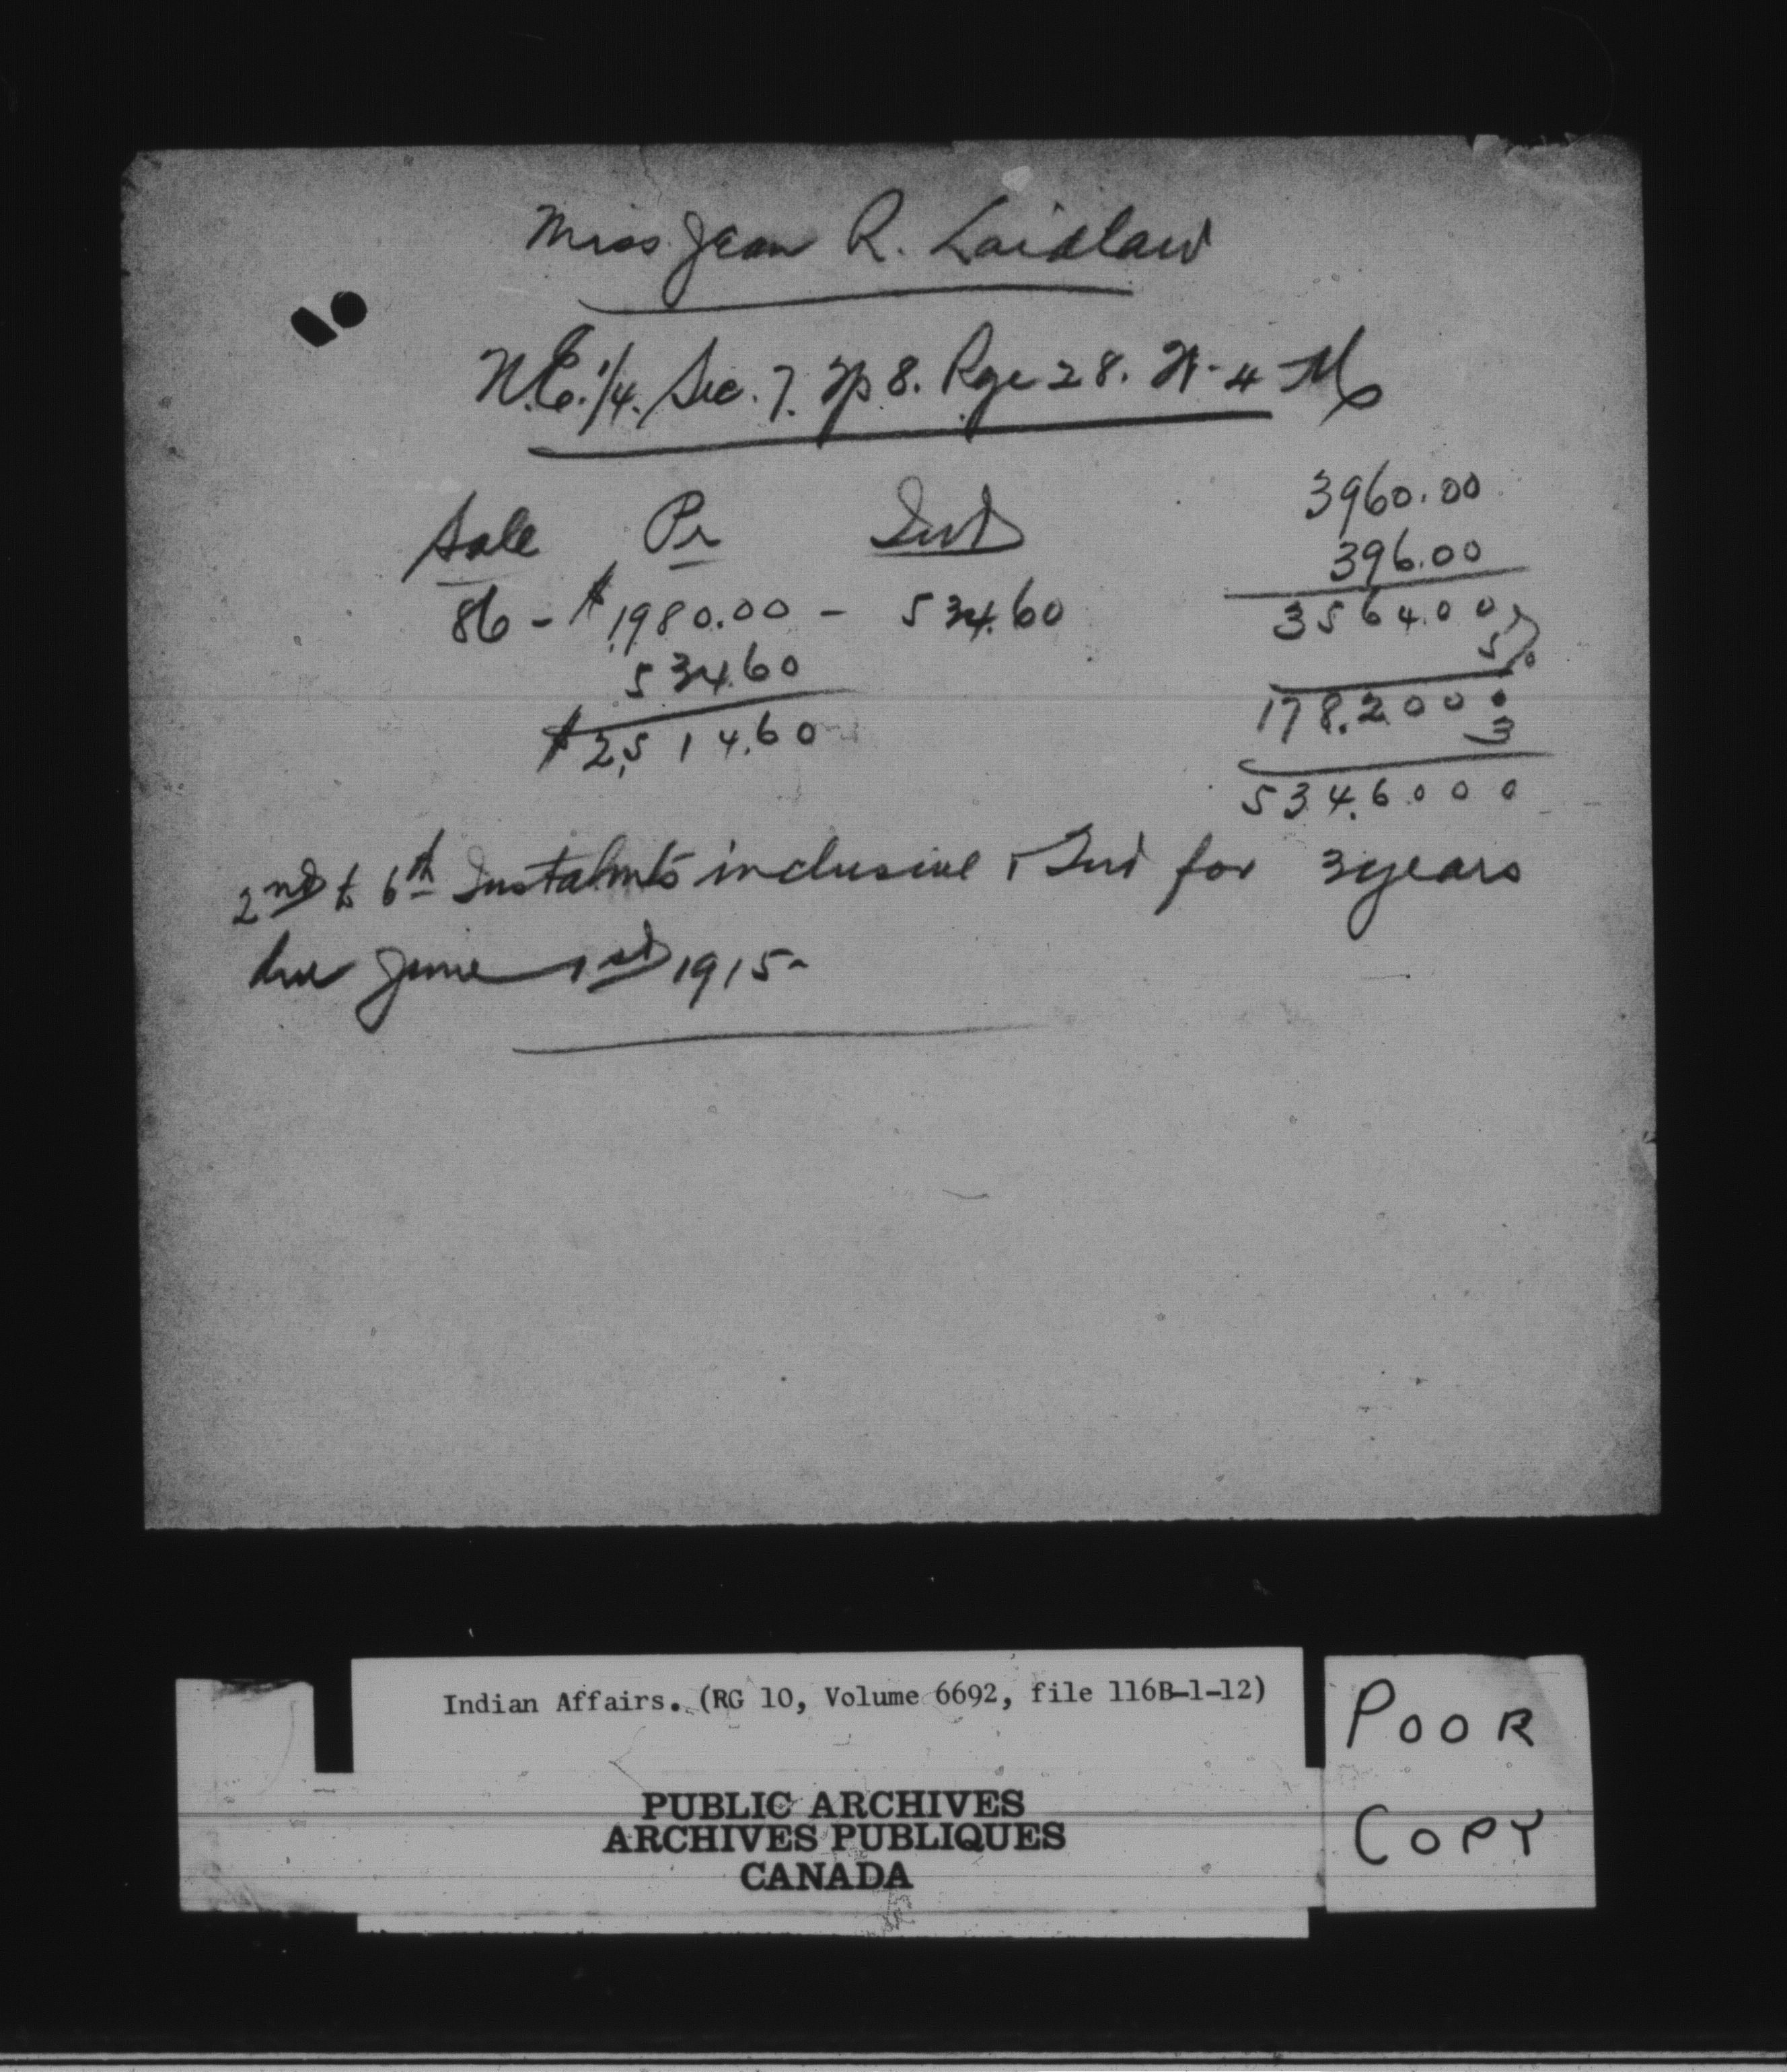 Miss Jean R. Laidlaw
N.E. 1/4. Sec. 7. Tp 8. Rge 28. W. 4 M
Sale Pr Int
86 - $1980.00 - 534.60
534.60
$2,514.60
3960.00
396.00
3564.00
5%
178.2000
3
534.6000
2nd to 6th Instalmts inclusive & Int for 3 years
due June 1st 1915-
Indian Affairs. (RG 10, Volume 6692, file 116B-1-12)
PUBLIC ARCHIVES
ARCHIVES PUBLIQUES
CANADA
POOR
COPY